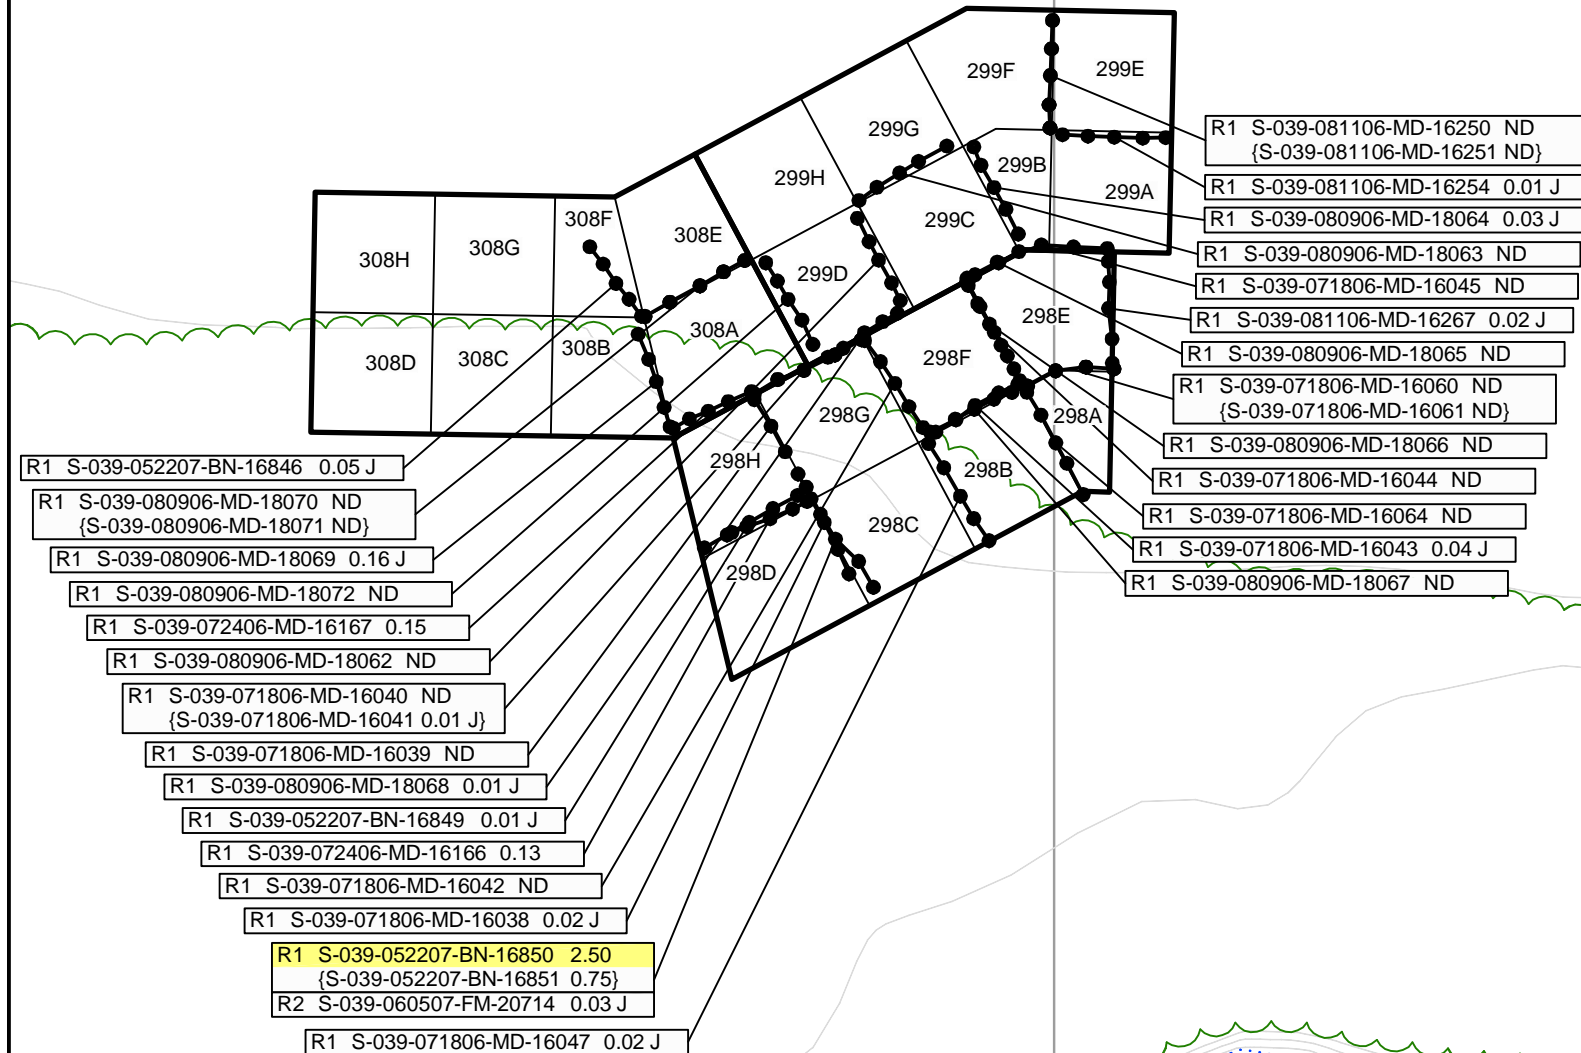 299F
299E
299G
299B
299A
299H
299C
308F
308E
308H
308G
299D
298E
308A
308D
308C
308B
298F
298G
298A
298H
298B
298C
298D
R1 S-039-081106-MD-16250 ND
{S-039-081106-MD-16251 ND}
R1 S-039-081106-MD-16254 0.01 J
R1 S-039-080906-MD-18064 0.03 J
R1 S-039-080906-MD-18063 ND
R1 S-039-071806-MD-16045 ND
R1 S-039-081106-MD-16267 0.02 J
R1 S-039-080906-MD-18065 ND
R1 S-039-071806-MD-16060 ND
{S-039-071806-MD-16061 ND}
R1 S-039-080906-MD-18066 ND
R1 S-039-071806-MD-16044 ND
R1 S-039-071806-MD-16064 ND
R1 S-039-071806-MD-16043 0.04 J
R1 S-039-080906-MD-18067 ND
R1 S-039-052207-BN-16846 0.05 J
R1 S-039-080906-MD-18070 ND
{S-039-080906-MD-18071 ND}
R1 S-039-080906-MD-18069 0.16 J
R1 S-039-080906-MD-18072 ND
R1 S-039-072406-MD-16167 0.15
R1 S-039-080906-MD-18062 ND
R1 S-039-071806-MD-16040 ND
{S-039-071806-MD-16041 0.01 J}
R1 S-039-071806-MD-16039 ND
R1 S-039-080906-MD-18068 0.01 J
R1 S-039-052207-BN-16849 0.01 J
R1 S-039-072406-MD-16166 0.13
R1 S-039-071806-MD-16042 ND
R1 S-039-071806-MD-16038 0.02 J
R1 S-039-052207-BN-16850 2.50
{S-039-052207-BN-16851 0.75}
R2 S-039-060507-FM-20714 0.03 J
R1 S-039-071806-MD-16047 0.02 J